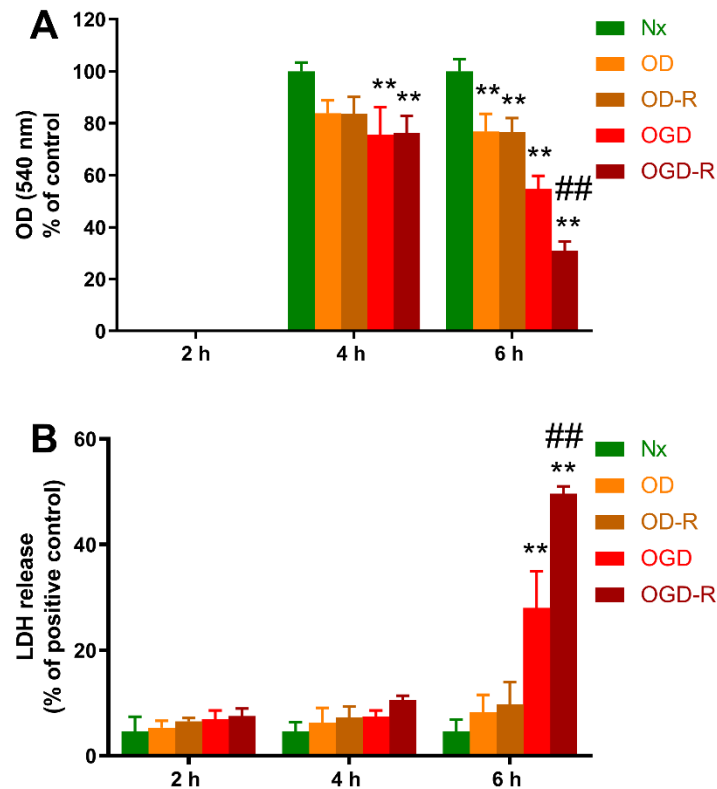 A
OD (540 nm)
% of control
120
100
80
60
40
20
0
** **
** **
**
##
**
2 h 4 h 6 h
Nx
OD
OD-R
OGD
OGD-R
B
LDH release
(% of positive control)
60
40
20
0
##
**
**
2 h 4 h 6 h
Nx
OD
OD-R
OGD
OGD-R